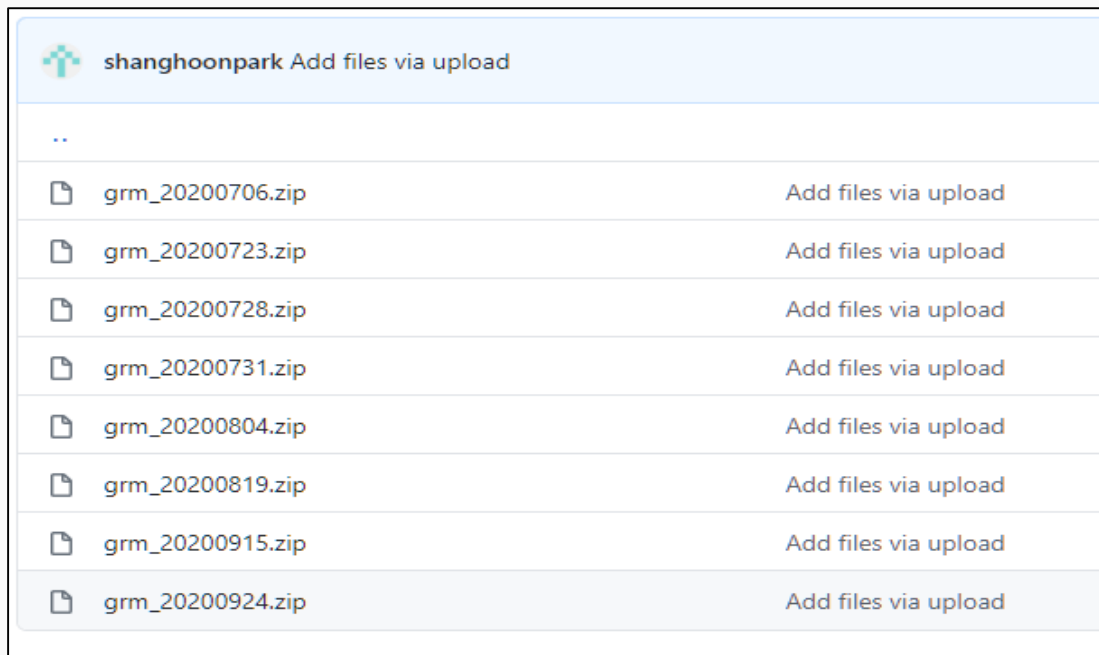 shanghoonpark Add files via upload
..
grm_20200706.zip Add files via upload
grm_20200723.zip Add files via upload
grm_20200728.zip Add files via upload
grm_20200731.zip Add files via upload
grm_20200804.zip Add files via upload
grm_20200819.zip Add files via upload
grm_20200915.zip Add files via upload
grm_20200924.zip Add files via upload